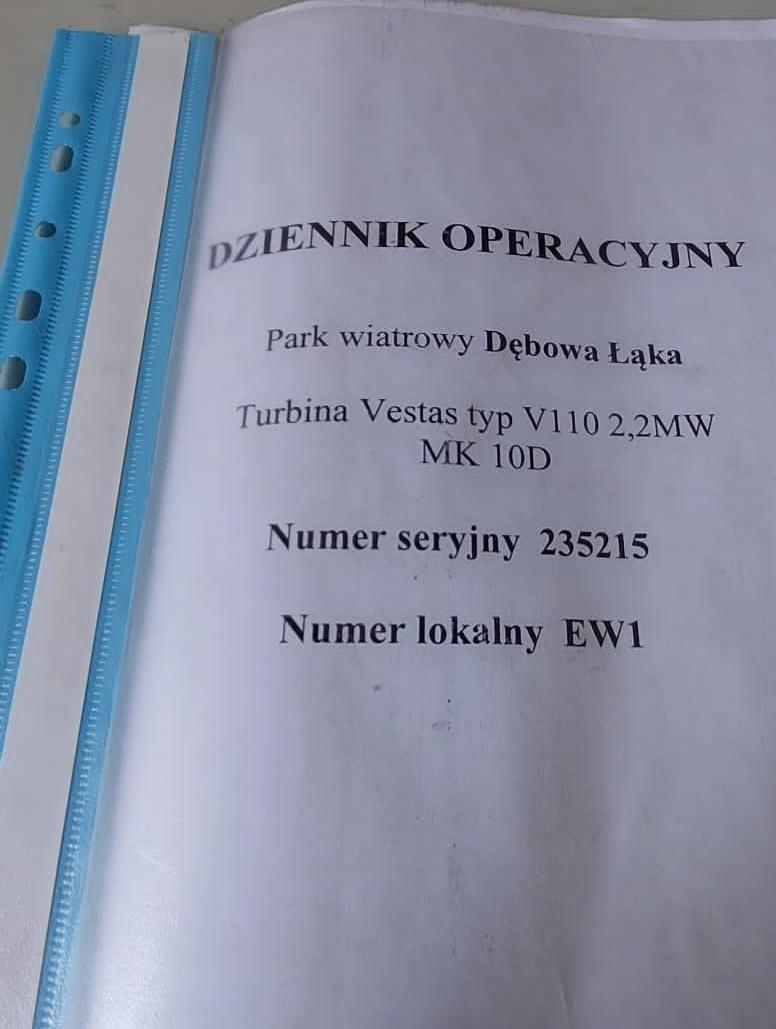 DZIENNIK OPERACYJNY
Park wiatrowy Dębowa Łąka
Turbina Vestas typ V110 2,2MW
MK 10D
Numer seryjny 235215
Numer lokalny EW1